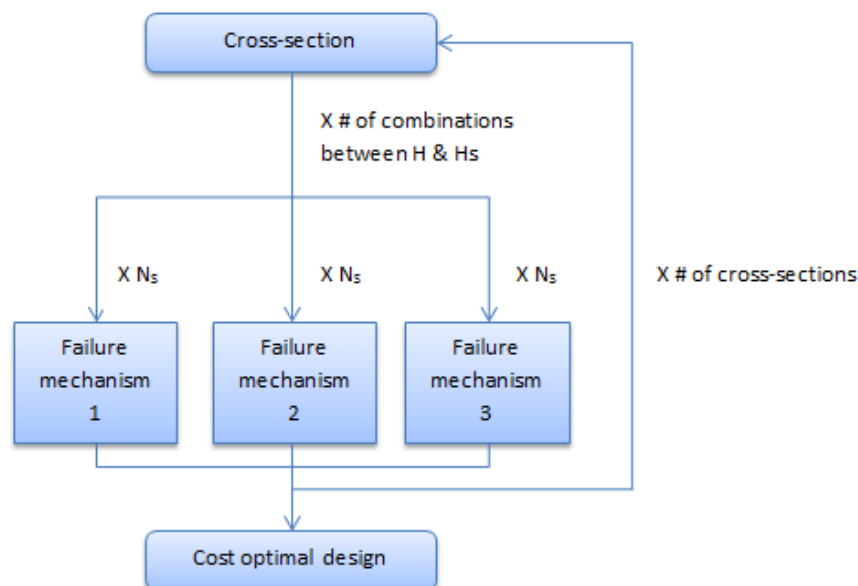 Cross-section
X # of combinations
between H & Hs
X Nₛ
X Nₛ
X Nₛ
X # of cross-sections
Failure
mechanism
1
Failure
mechanism
2
Failure
mechanism
3
Cost optimal design